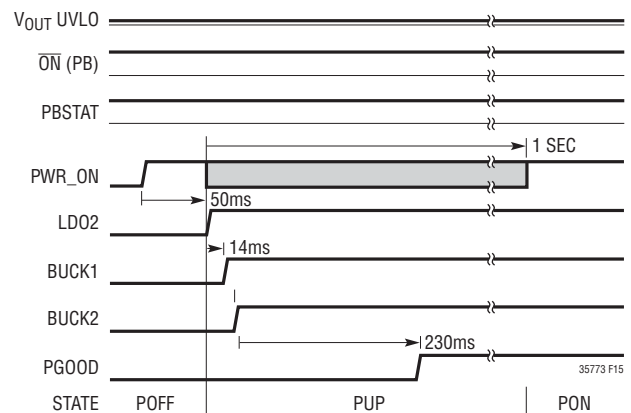 VOUT UVLO
ON (PB)
PBSTAT
1 SEC
PWR_ON
50ms
LDO2
14ms
BUCK1
BUCK2
230ms
PGOOD
35773 F15
STATE POFF PUP PON